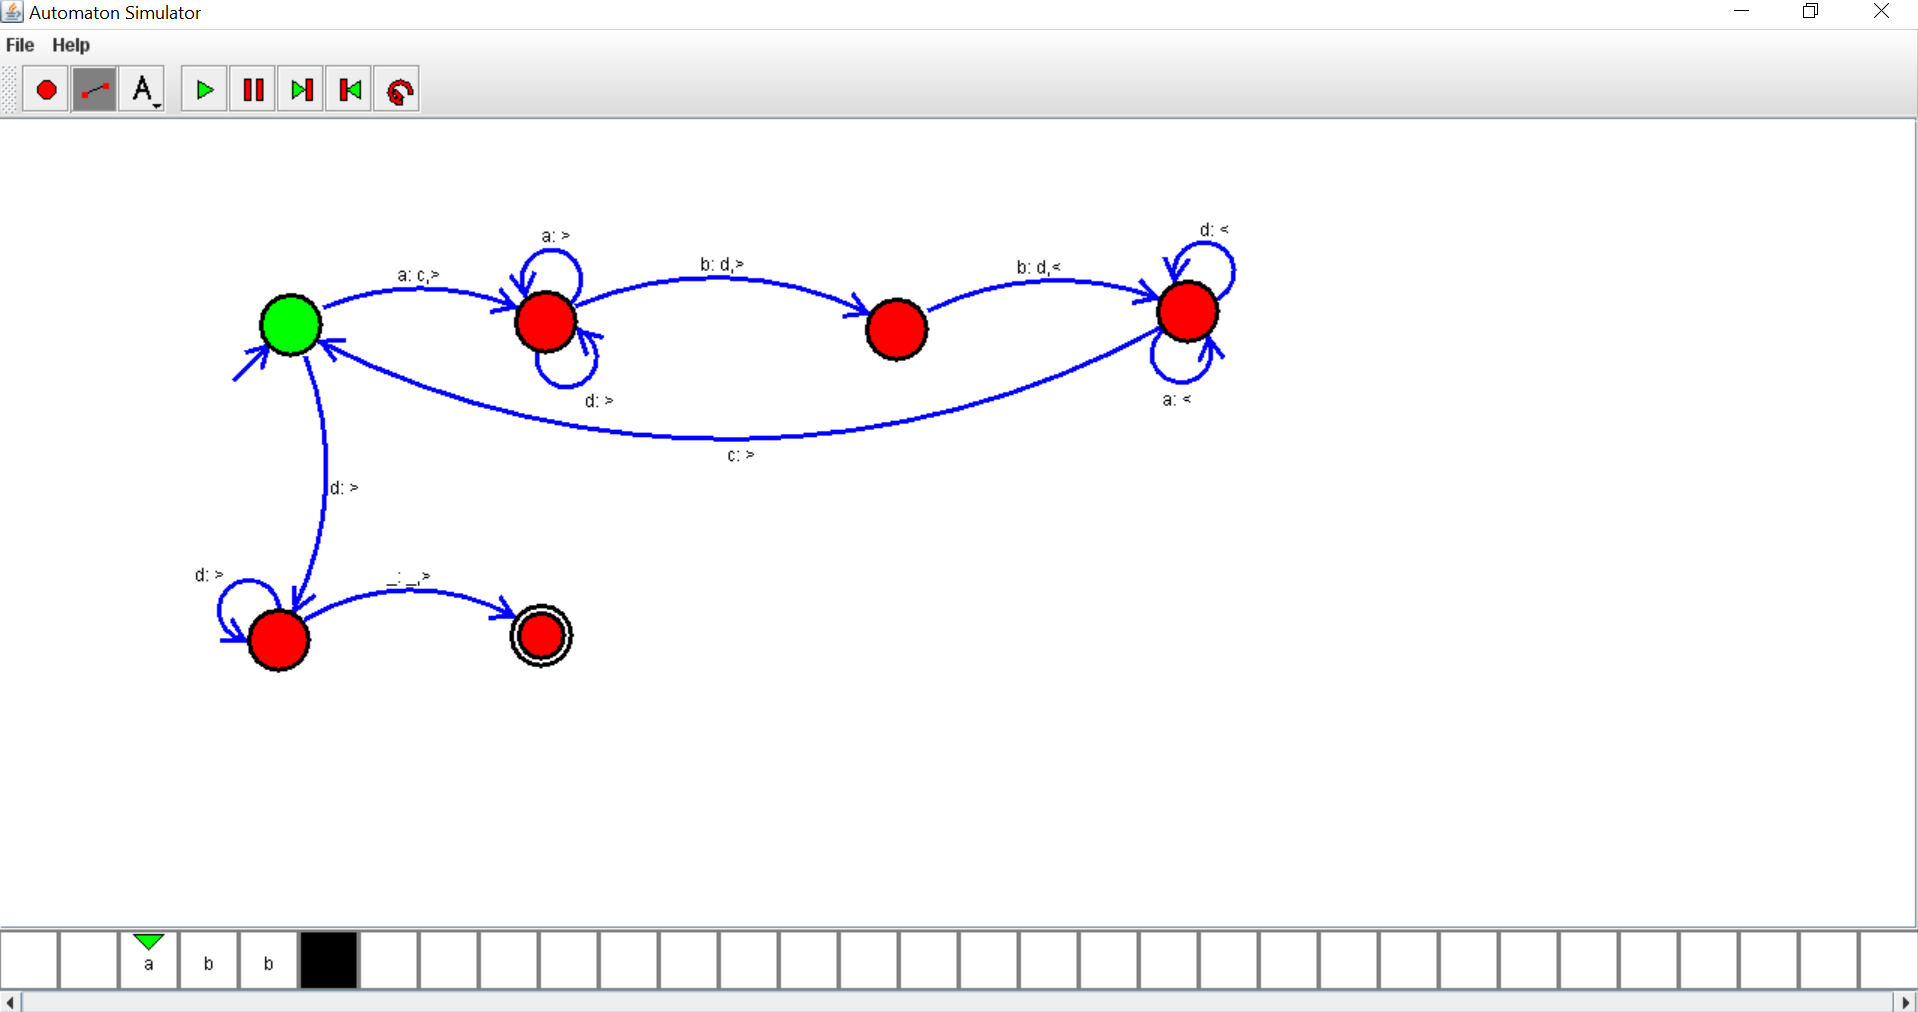 Automaton Simulator
File Help
A
d: <
a: >
b: d,>
b: d,<
a: c,>
d: >
a: <
c: >
d: >
d: >
_: _,>
a b b